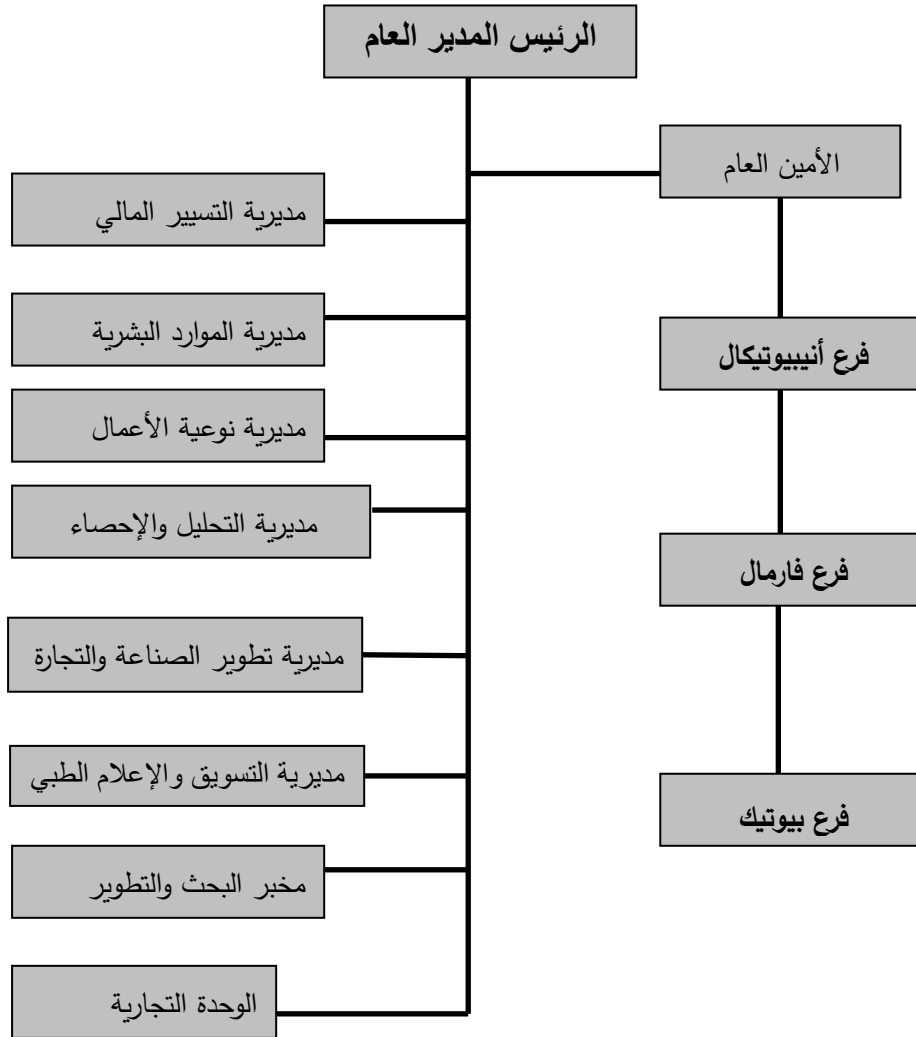 الرئيس المدير العام
الأمين العام
مديرية التسيير المالي
مديرية الموارد البشرية
فرع أنيبيوتيكال
مديرية نوعية الأعمال
مديرية التحليل والإحصاء
فرع فارمال
مديرية تطوير الصناعة والتجارة
مديرية التسويق والإعلام الطبي
فرع بيوتيك
مخبر البحث والتطوير
الوحدة التجارية